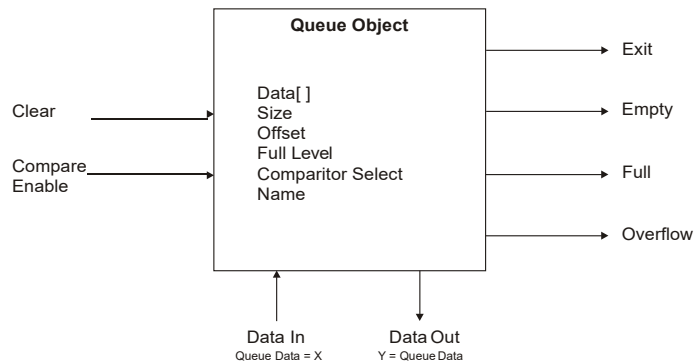 Queue Object
Exit
Data[ ]
Size
Offset
Full Level
Comparitor Select
Name
Clear
Compare
Enable
Empty
Full
Overflow
Data In
Queue Data = X
Data Out
Y = Queue Data